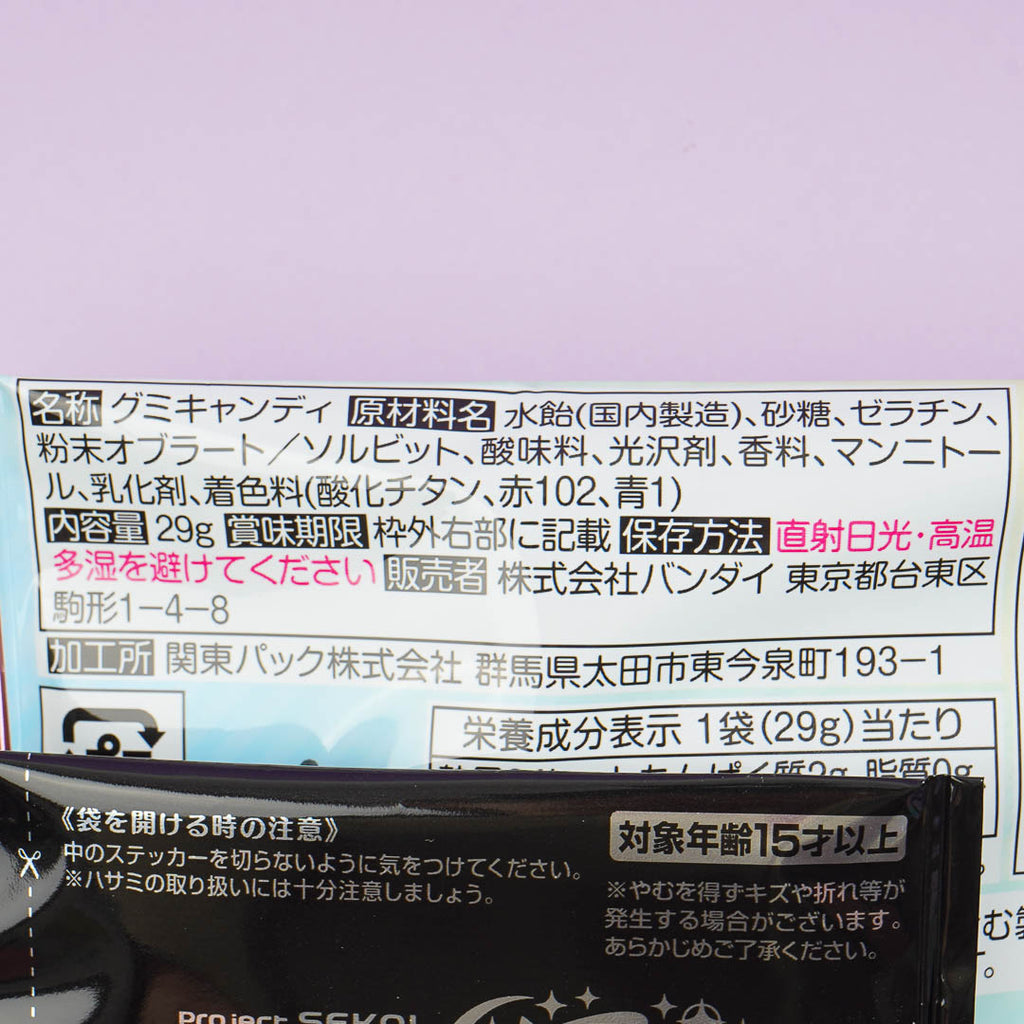 名称 グミキャンディ 原材料名 水飴(国内製造)、砂糖、ゼラチン、
粉末オブラート／ソルビット、酸味料、光沢剤、香料、マンニトー
ル、乳化剤、着色料(酸化チタン、赤102、青1)
内容量 29g 賞味期限 枠外右部に記載 保存方法 直射日光・高温
多湿を避けてください 販売者 株式会社バンダイ 東京都台東区
駒形1－4－8
加工所 関東パック株式会社 群馬県太田市東今泉町193－1
栄養成分表示 1袋(29g)当たり
たんぱく質2g、脂質0g
《袋を開ける時の注意》
中のステッカーを切らないように気をつけてください。
※ハサミの取り扱いには十分注意しましょう。
対象年齢15才以上
※やむを得ずキズや折れ等が
発生する場合がございます。
あらかじめご了承ください。
Project SEKAI